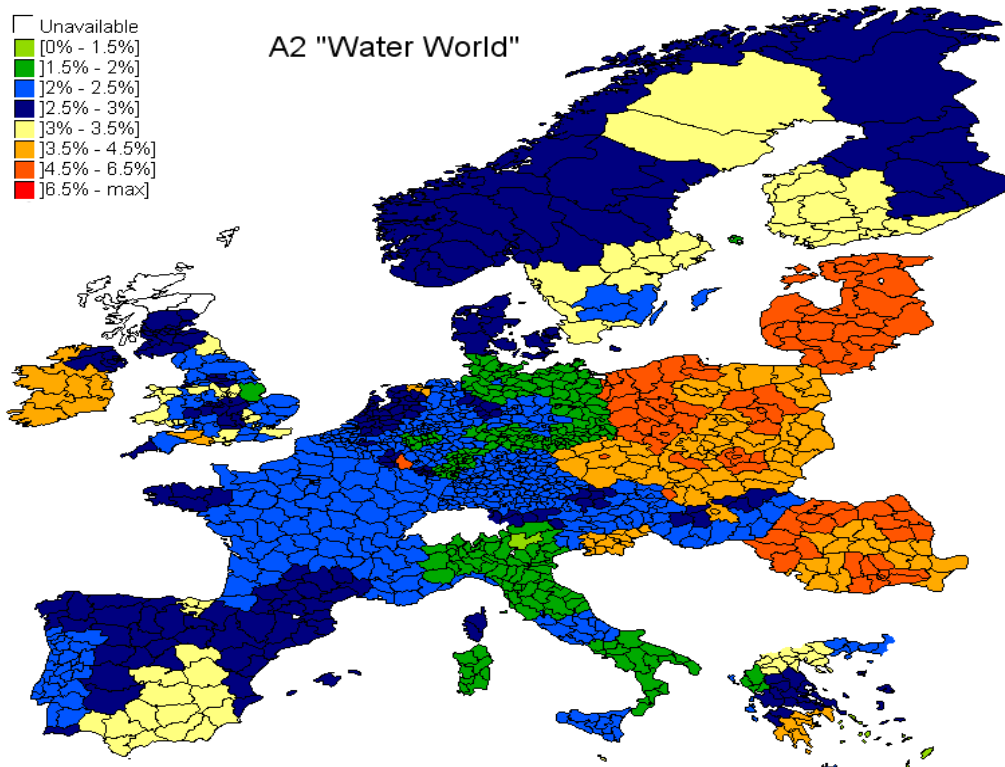 Unavailable
[0% - 1.5%]
]1.5% - 2%]
]2% - 2.5%]
]2.5% - 3%]
]3% - 3.5%]
]3.5% - 4.5%]
]4.5% - 6.5%]
]6.5% - max]
A2 "Water World"